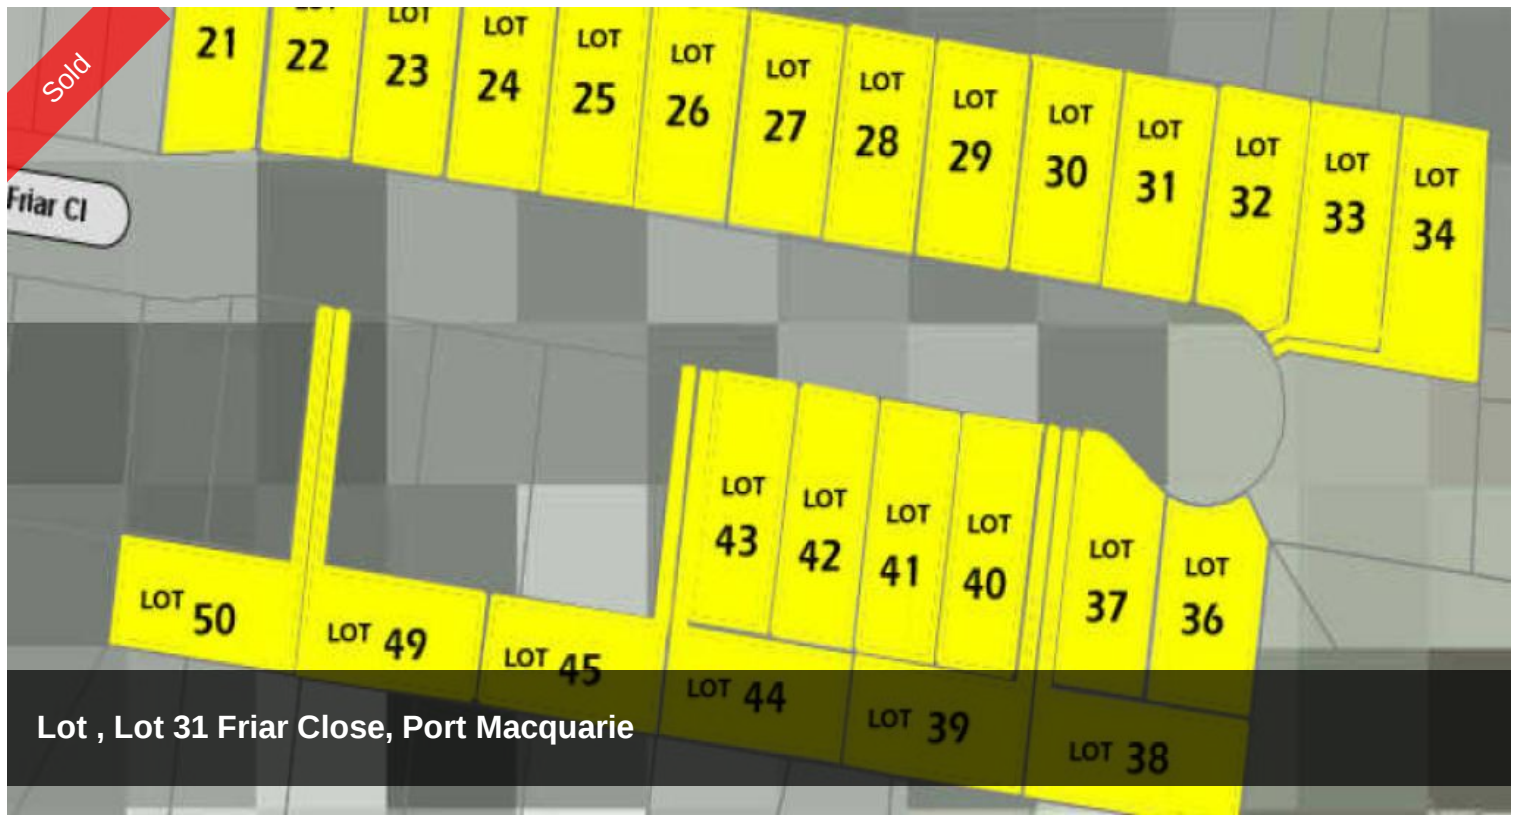 Sold
21
22
LOT
23
LOT
24
LOT
25
LOT
26
LOT
27
LOT
28
LOT
29
LOT
30
LOT
31
LOT
32
LOT
33
LOT
34
Friar Cl
LOT
43
LOT
42
LOT
41
LOT
40
LOT
37
LOT
36
LOT 50
LOT 49
LOT 45
LOT 44
LOT 39
LOT 38
Lot , Lot 31 Friar Close, Port Macquarie